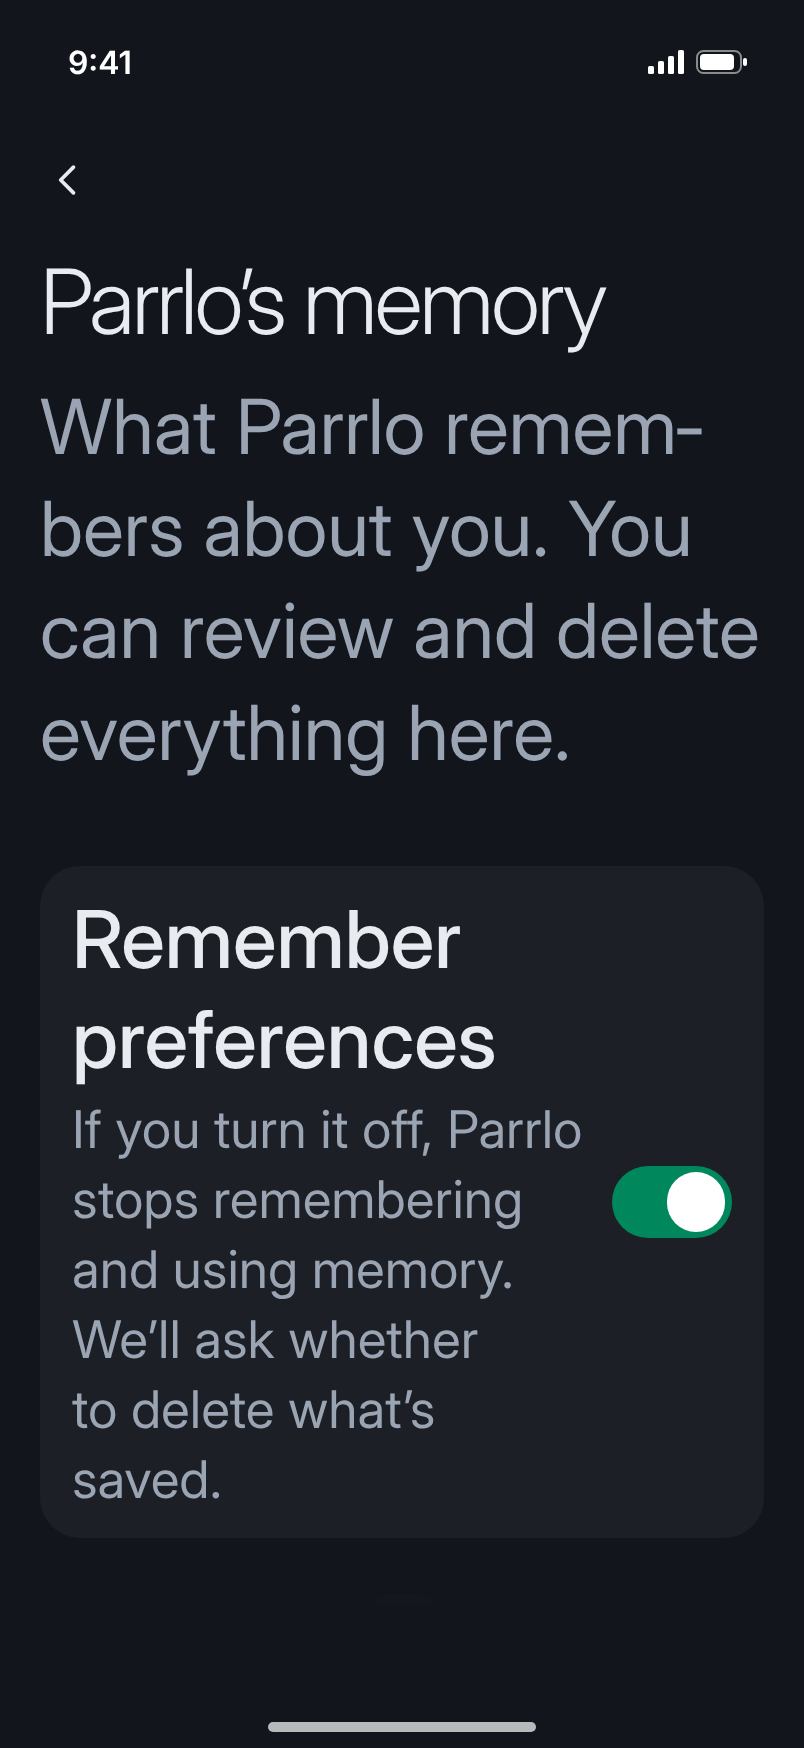 9:41
Parrlo’s memory
What Parrlo remem-
bers about you. You
can review and delete
everything here.
Remember
preferences
If you turn it off, Parrlo
stops remembering
and using memory.
We’ll ask whether
to delete what’s
saved.